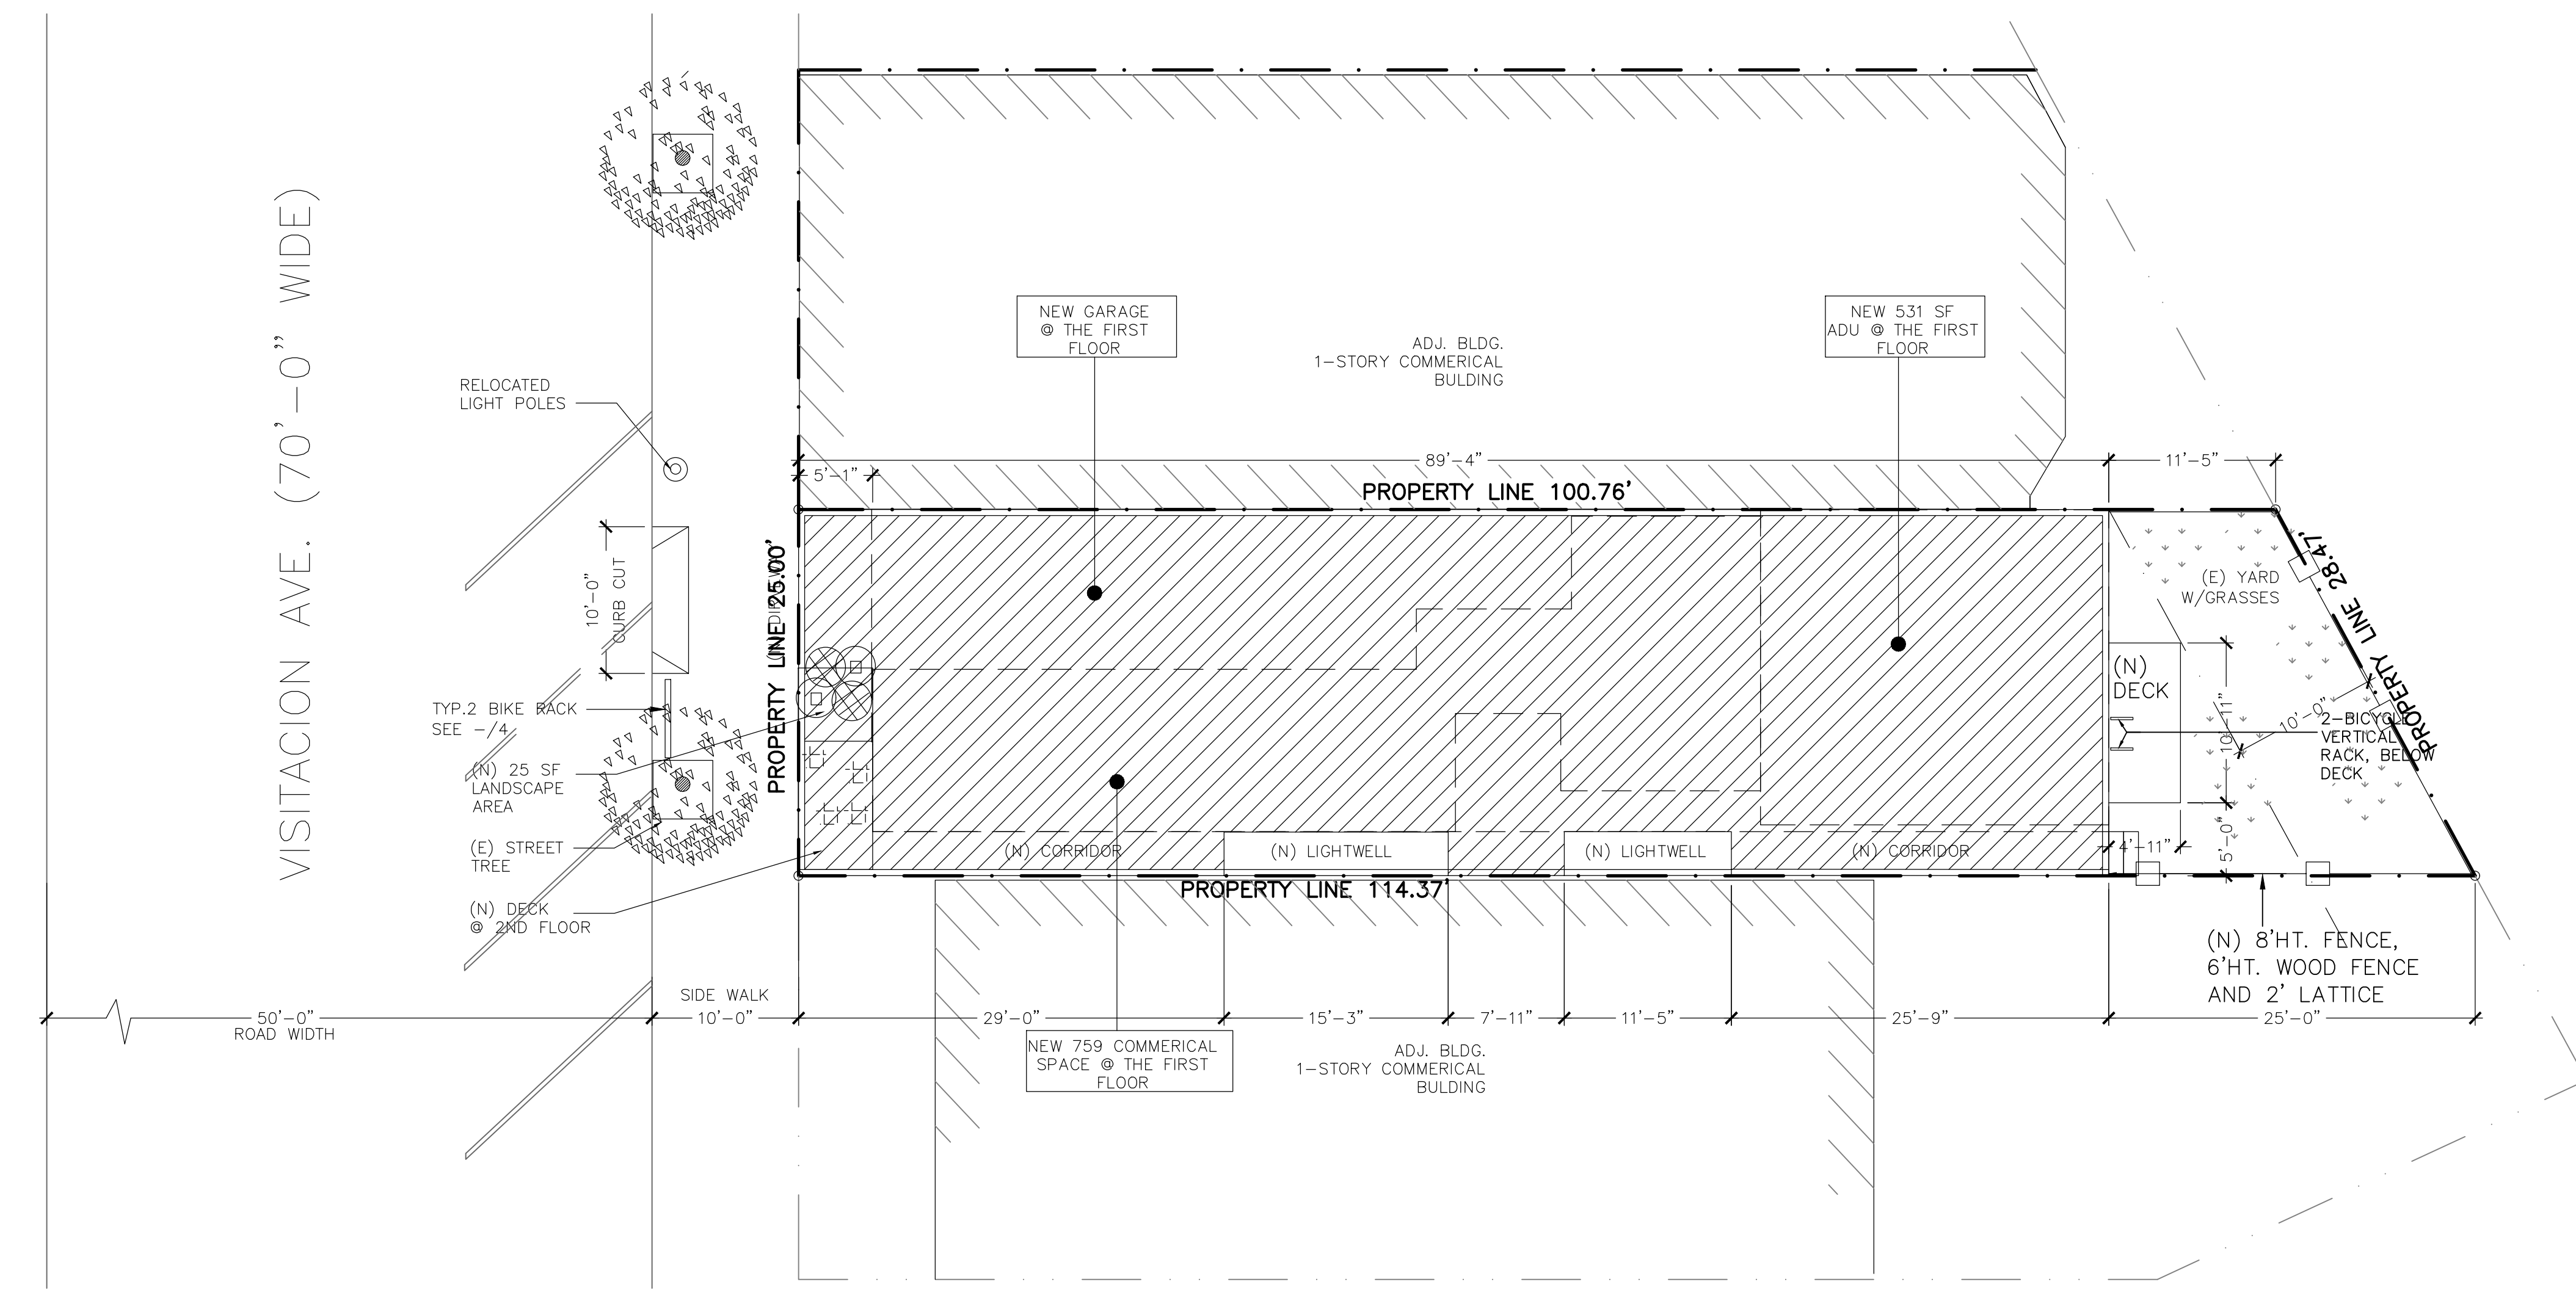 VISITACION AVE. (70'-0" WIDE)
RELOCATED
LIGHT POLES
10'-0"
CURB CUT
TYP.2 BIKE RACK
SEE -/4
(N) 25 SF
LANDSCAPE
AREA
(E) STREET
TREE
(N) DECK
@ 2ND FLOOR
SIDE WALK
50'-0"
ROAD WIDTH
10'-0"
PROPERTY LINE 25.00'
NEW GARAGE
@ THE FIRST
FLOOR
ADJ. BLDG.
1-STORY COMMERICAL
BULDING
NEW 531 SF
ADU @ THE FIRST
FLOOR
89'-4"
11'-5"
5'-1"
PROPERTY LINE 100.76'
(E) YARD
W/GRASSES
PROPERTY LINE 28.47'
(N)
DECK
10'-11"
10'-0"
2-BICYCLE
VERTICAL
RACK, BELOW
DECK
4'-11"
5'-0"
(N) CORRIDOR
(N) LIGHTWELL
(N) LIGHTWELL
(N) CORRIDOR
PROPERTY LINE 114.37'
(N) 8'HT. FENCE,
6'HT. WOOD FENCE
AND 2' LATTICE
29'-0"
15'-3"
7'-11"
11'-5"
25'-9"
25'-0"
NEW 759 COMMERICAL
SPACE @ THE FIRST
FLOOR
ADJ. BLDG.
1-STORY COMMERICAL
BULDING